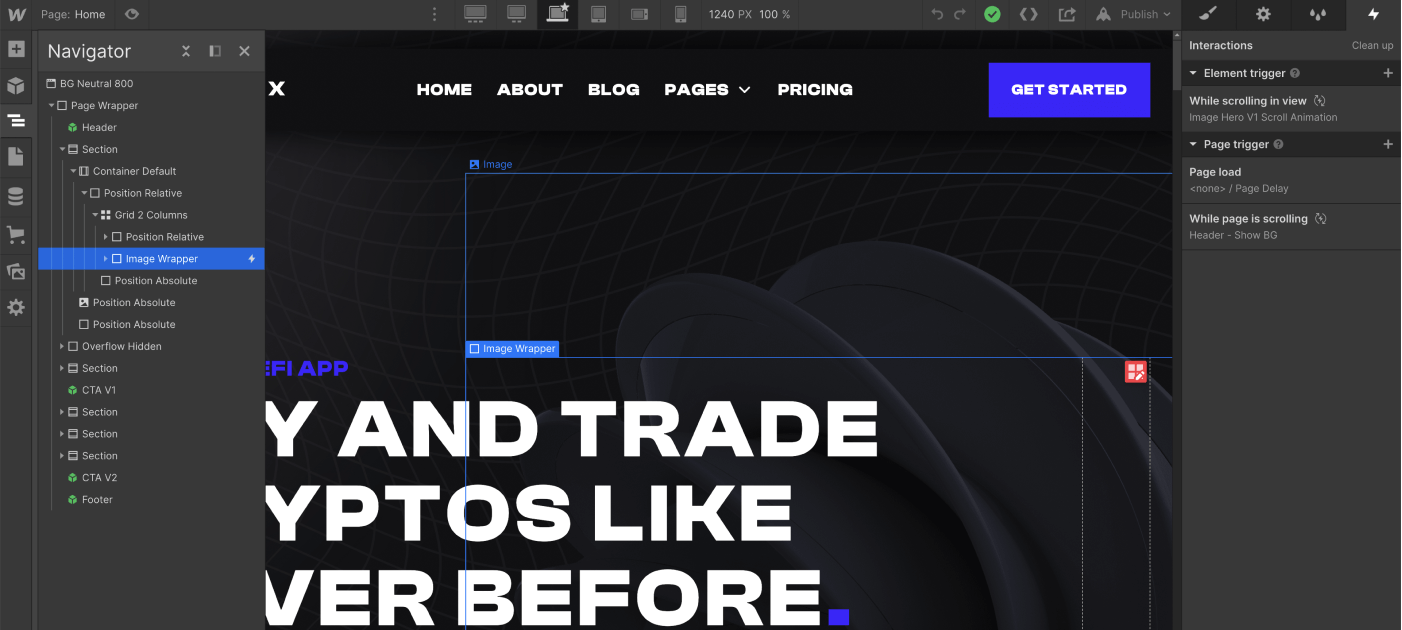 Page: Home
1240 PX 100 %
Publish
Navigator
BG Neutral 800
Page Wrapper
Header
Section
Container Default
Position Relative
Grid 2 Columns
Position Relative
Image Wrapper
Position Absolute
Position Absolute
Position Absolute
Overflow Hidden
Section
CTA V1
Section
Section
Section
CTA V2
Footer
X
HOME ABOUT BLOG PAGES PRICING
GET STARTED
Image
Image Wrapper
EFI APP
Y AND TRADE
YPTOS LIKE
VER BEFORE.
Interactions
Clean up
Element trigger ?
While scrolling in view
Image Hero V1 Scroll Animation
Page trigger ?
Page load
<none> / Page Delay
While page is scrolling
Header - Show BG